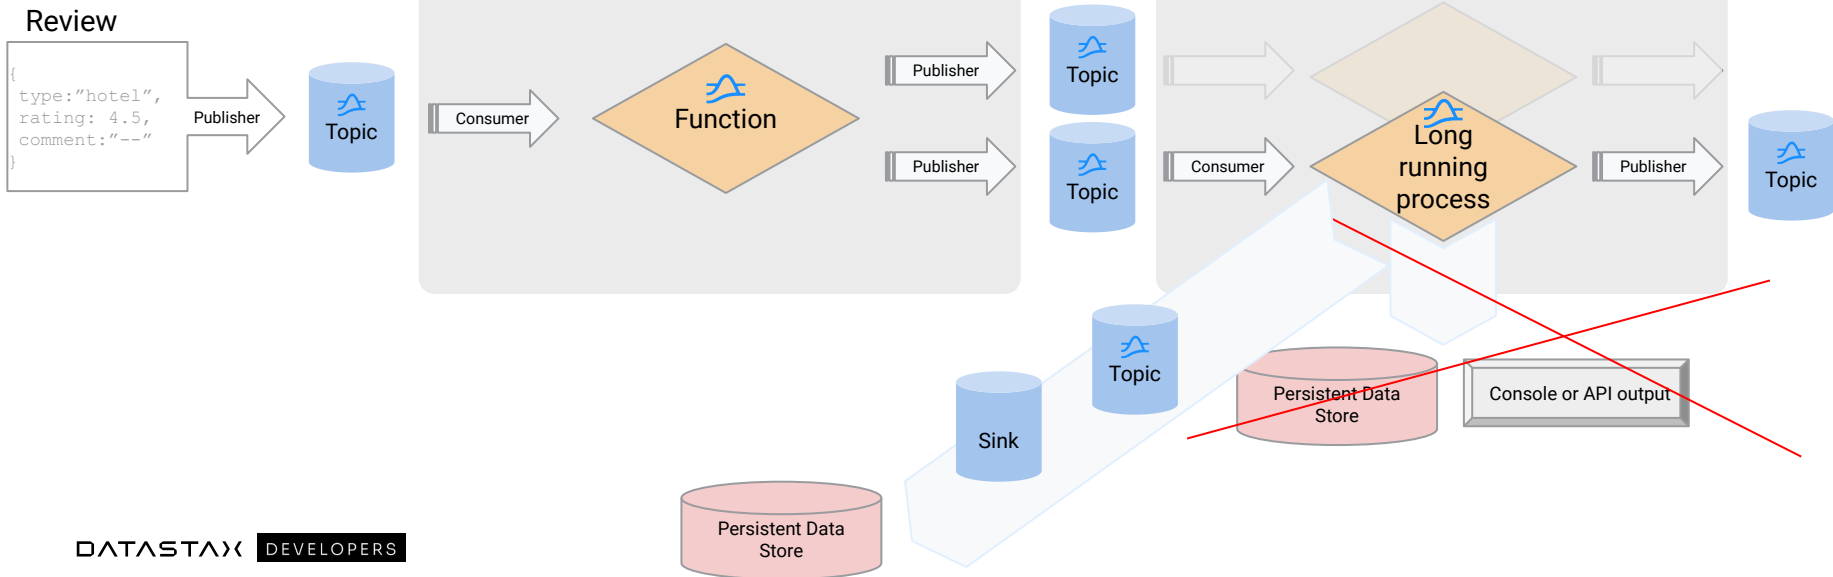 Review
{
type:”hotel”,
rating: 4.5,
comment:”--”
}
Publisher
Topic
Consumer
Function
Publisher
Publisher
Topic
Topic
Consumer
Long
running
process
Publisher
Topic
Topic
Sink
Persistent Data
Store
Console or API output
Persistent Data
Store
DATASTAX DEVELOPERS